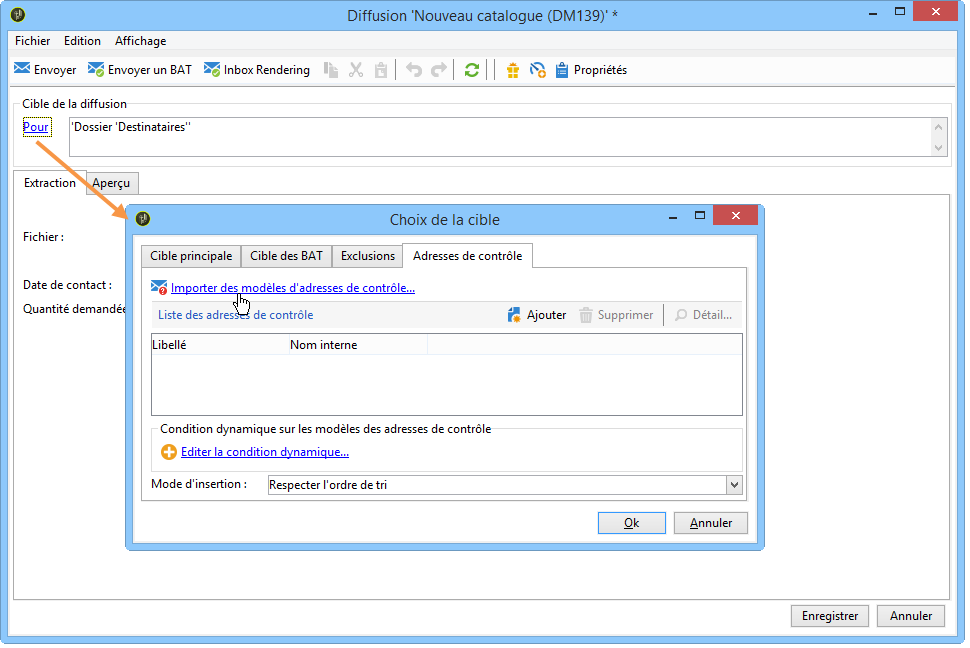 Diffusion 'Nouveau catalogue (DM139)' *
Fichier Edition Affichage
Envoyer Envoyer un BAT Inbox Rendering Propriétés
Cible de la diffusion
Pour 'Dossier 'Destinataires''
Extraction Aperçu
Fichier :
Date de contact :
Quantité demandée
Choix de la cible
Cible principale Cible des BAT Exclusions Adresses de contrôle
Importer des modèles d'adresses de contrôle...
Liste des adresses de contrôle Ajouter Supprimer Détail...
Libellé Nom interne
Condition dynamique sur les modèles des adresses de contrôle
Editer la condition dynamique...
Mode d'insertion : Respecter l'ordre de tri
Ok Annuler
Enregistrer Annuler